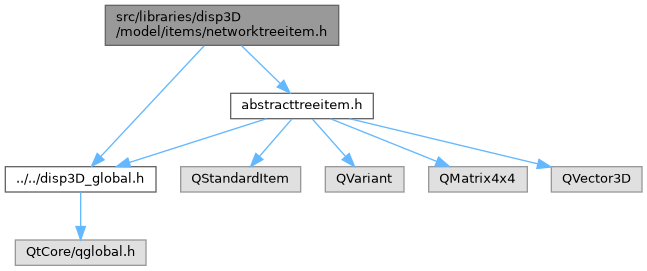 src/libraries/disp3D
/model/items/networktreeitem.h
abstracttreeitem.h
../../disp3D_global.h
QStandardItem
QVariant
QMatrix4x4
QVector3D
QtCore/qglobal.h